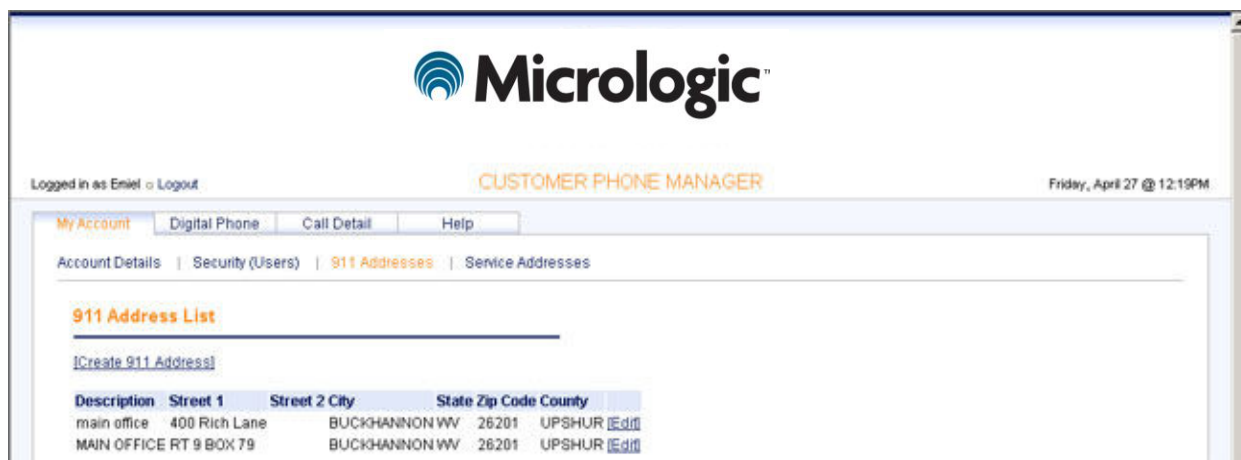 Micrologic™
Logged in as Emiel o Logout CUSTOMER PHONE MANAGER Friday, April 27 @ 12:19PM
My Account Digital Phone Call Detail Help
Account Details | Security (Users) | 911 Addresses | Service Addresses
911 Address List
[Create 911 Address]
Description Street 1 Street 2 City State Zip Code County
main office 400 Rich Lane BUCKHANNON WV 26201 UPSHUR [Edit]
MAIN OFFICE RT 9 BOX 79 BUCKHANNON WV 26201 UPSHUR [Edit]